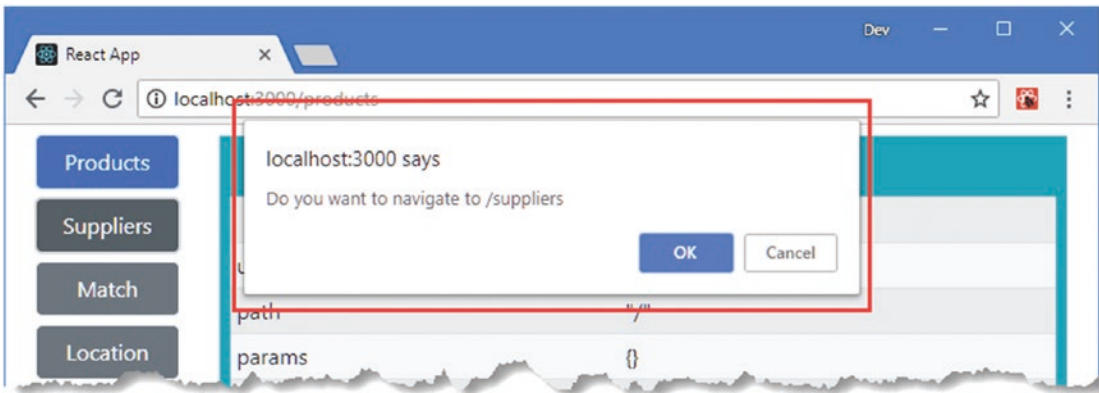 Dev
React App
localhost:3000/products
Products
localhost:3000 says
Do you want to navigate to /suppliers
Suppliers
OK Cancel
Match
path "/"
Location
params {}